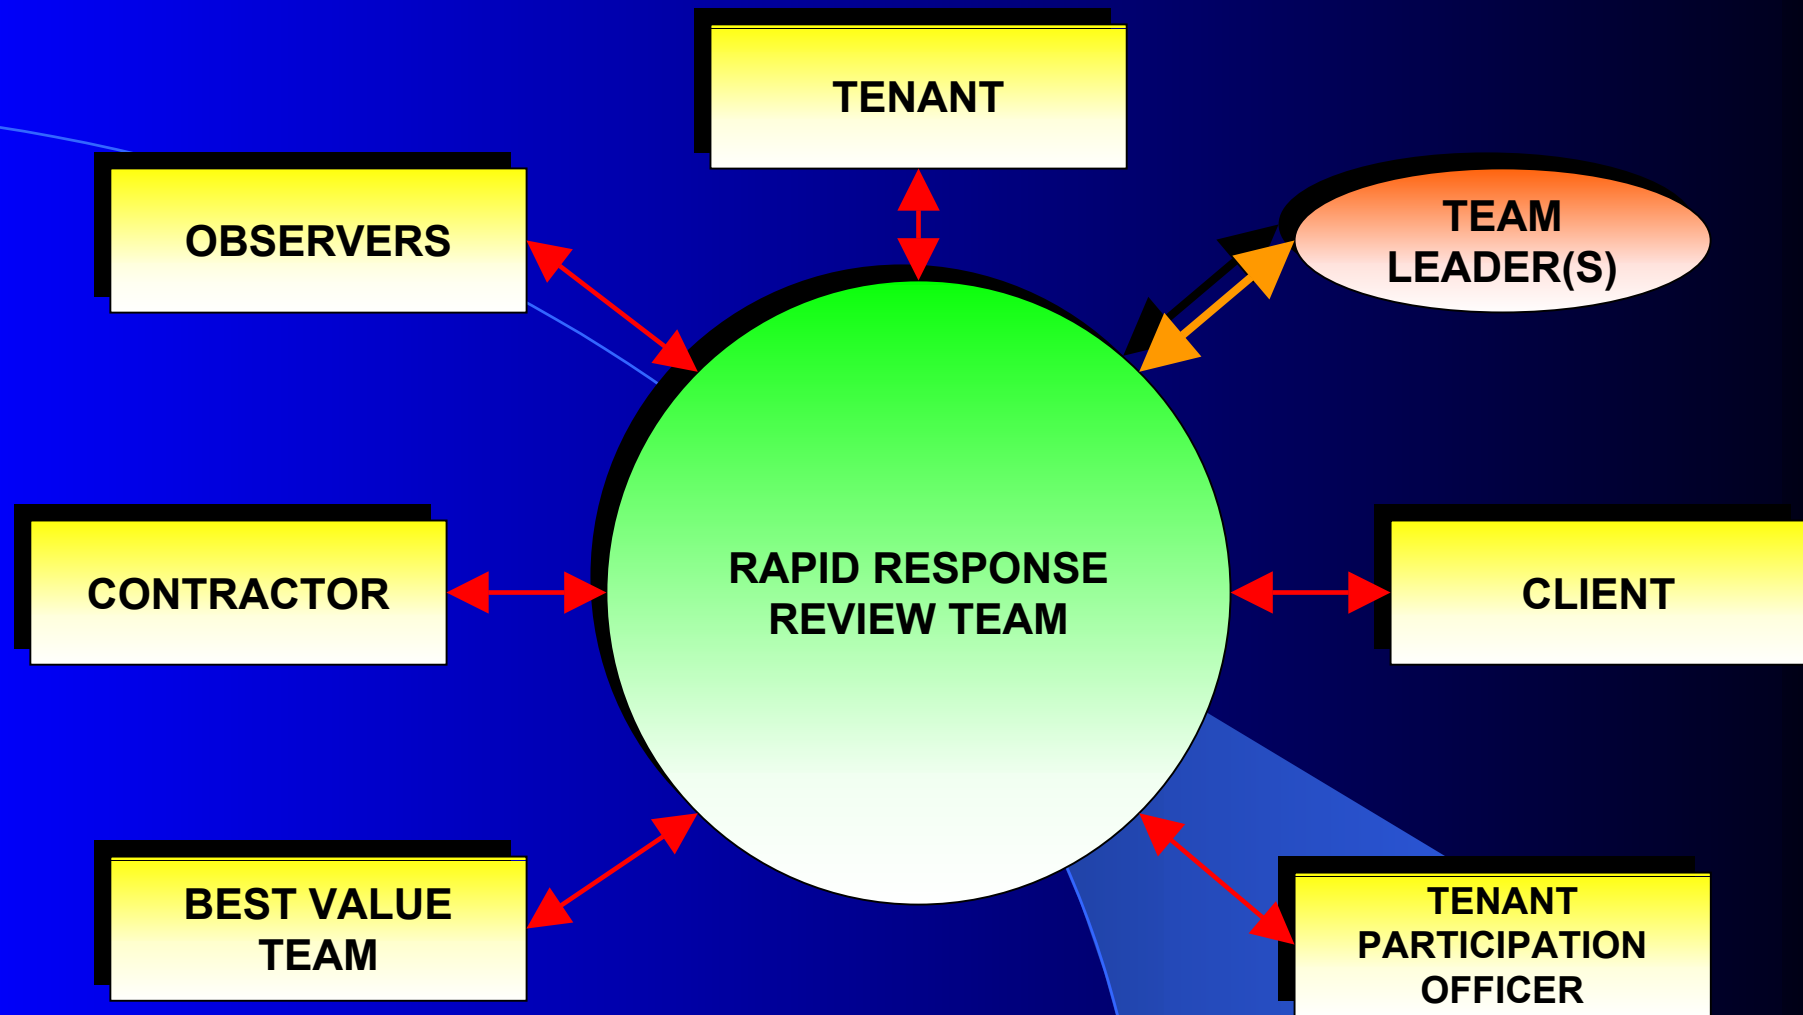 TENANT
OBSERVERS
TEAM
LEADER(S)
CONTRACTOR
RAPID RESPONSE
REVIEW TEAM
CLIENT
BEST VALUE
TEAM
TENANT
PARTICIPATION
OFFICER